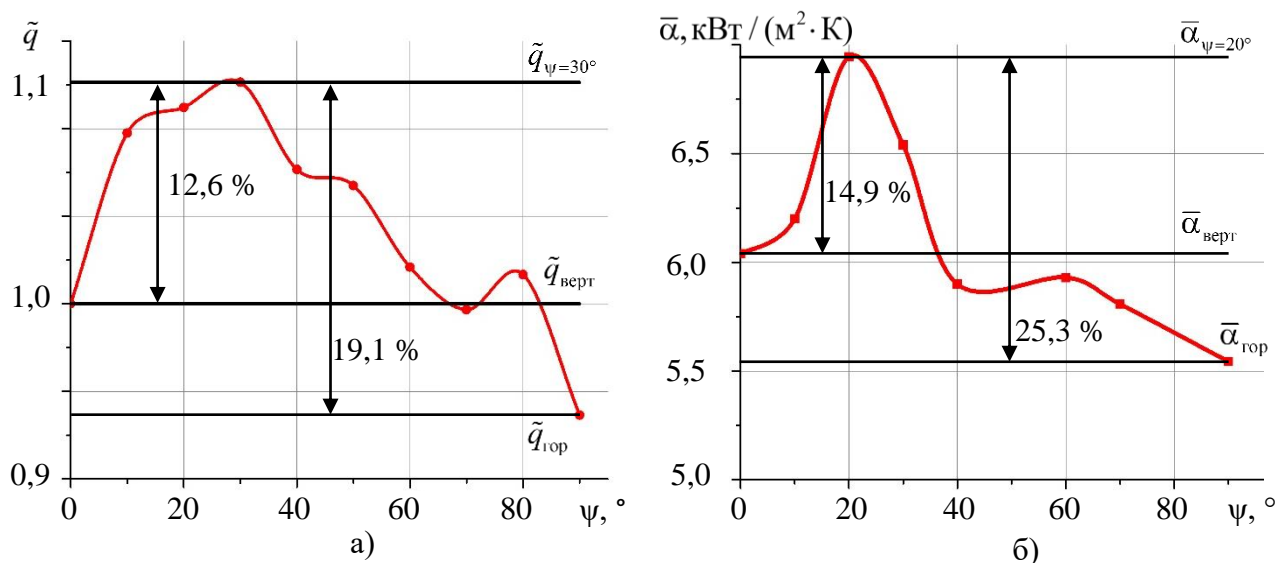 q̃
q̃ψ=30°
1,1
12,6 %
q̃верт
1,0
19,1 %
q̃гор
0,9
0 20 40 60 80 ψ, °
а)
α̅, кВт / (м²· К)
α̅ψ=20°
6,5
14,9 %
α̅верт
6,0
25,3 %
α̅гор
5,5
5,0
0 20 40 60 80 ψ, °
б)